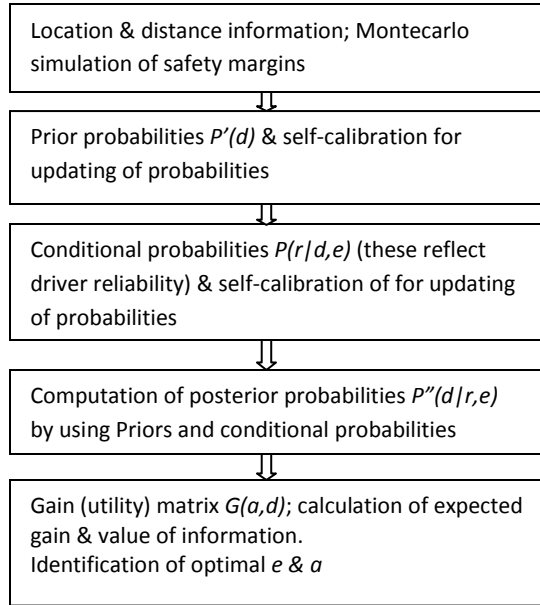 Location & distance information; Montecarlo
simulation of safety margins
Prior probabilities P’(d) & self-calibration for
updating of probabilities
Conditional probabilities P(r|d,e) (these reflect
driver reliability) & self-calibration of for updating
of probabilities
Computation of posterior probabilities P”(d|r,e)
by using Priors and conditional probabilities
Gain (utility) matrix G(a,d); calculation of expected
gain & value of information.
Identification of optimal e & a